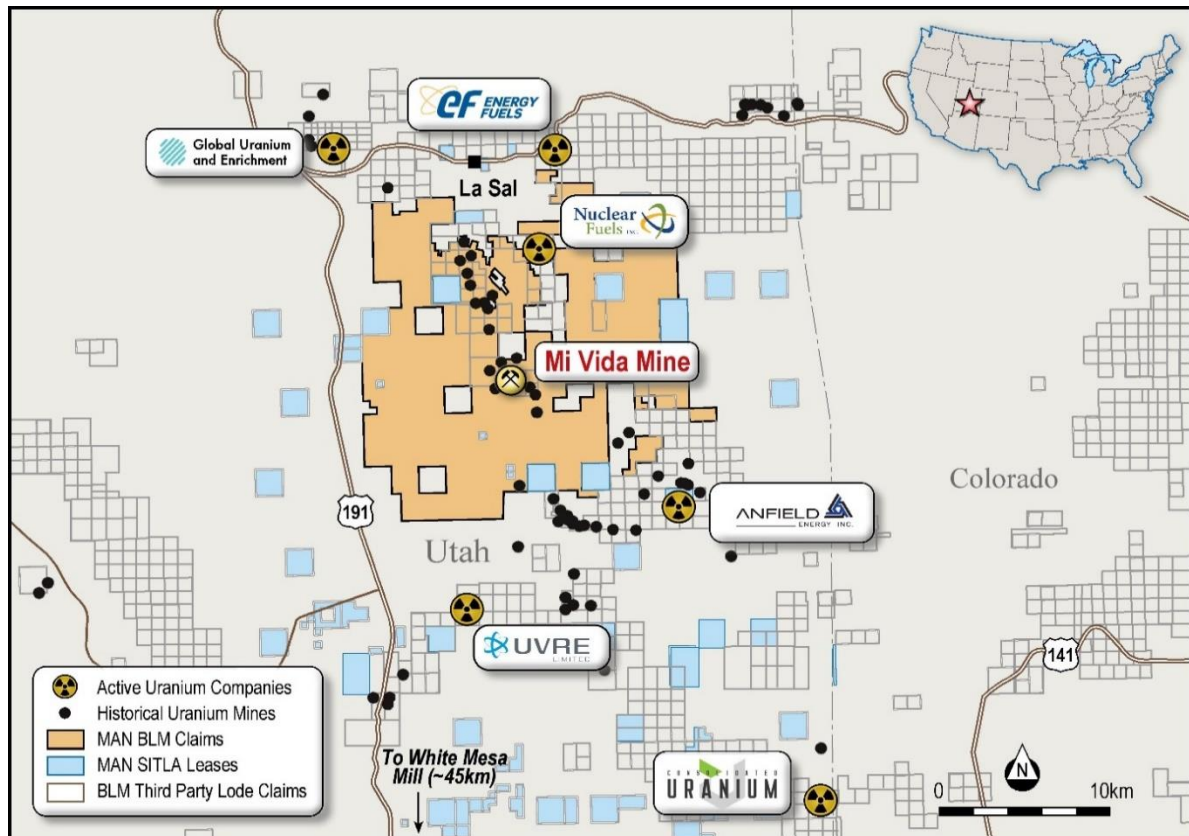 eF ENERGY
FUELS
Global Uranium
and Enrichment
La Sal
Nuclear
Fuels INC.
Mi Vida Mine
Colorado
191
ANFIELD
ENERGY INC.
Utah
UVRE
LIMITED
141
Active Uranium Companies
Historical Uranium Mines
MAN BLM Claims
MAN SITLA Leases
BLM Third Party Lode Claims
To White Mesa
Mill (~45km)
CONSOLIDATED
URANIUM
N
0 10km